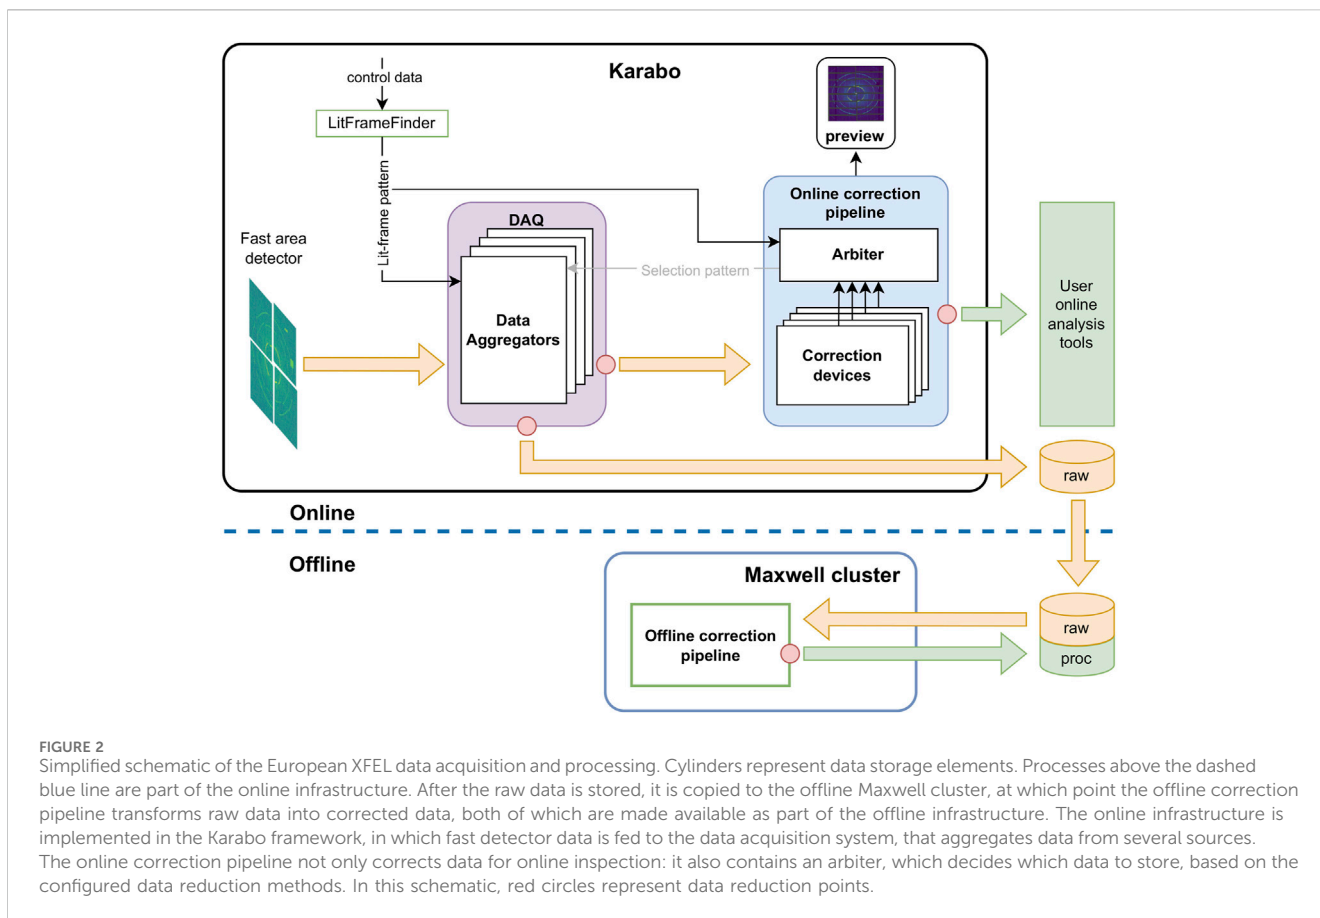 Karabo
control data
LitFrameFinder
Lit-frame pattern
preview
Online correction
pipeline
DAQ
Arbiter
Selection pattern
Fast area
detector
Data
Aggregators
Correction
devices
User
online
analysis
tools
raw
Online
Offline
Maxwell cluster
Offline correction
pipeline
raw
proc
FIGURE 2
Simplified schematic of the European XFEL data acquisition and processing. Cylinders represent data storage elements. Processes above the dashed
blue line are part of the online infrastructure. After the raw data is stored, it is copied to the offline Maxwell cluster, at which point the offline correction
pipeline transforms raw data into corrected data, both of which are made available as part of the offline infrastructure. The online infrastructure is
implemented in the Karabo framework, in which fast detector data is fed to the data acquisition system, that aggregates data from several sources.
The online correction pipeline not only corrects data for online inspection: it also contains an arbiter, which decides which data to store, based on the
configured data reduction methods. In this schematic, red circles represent data reduction points.